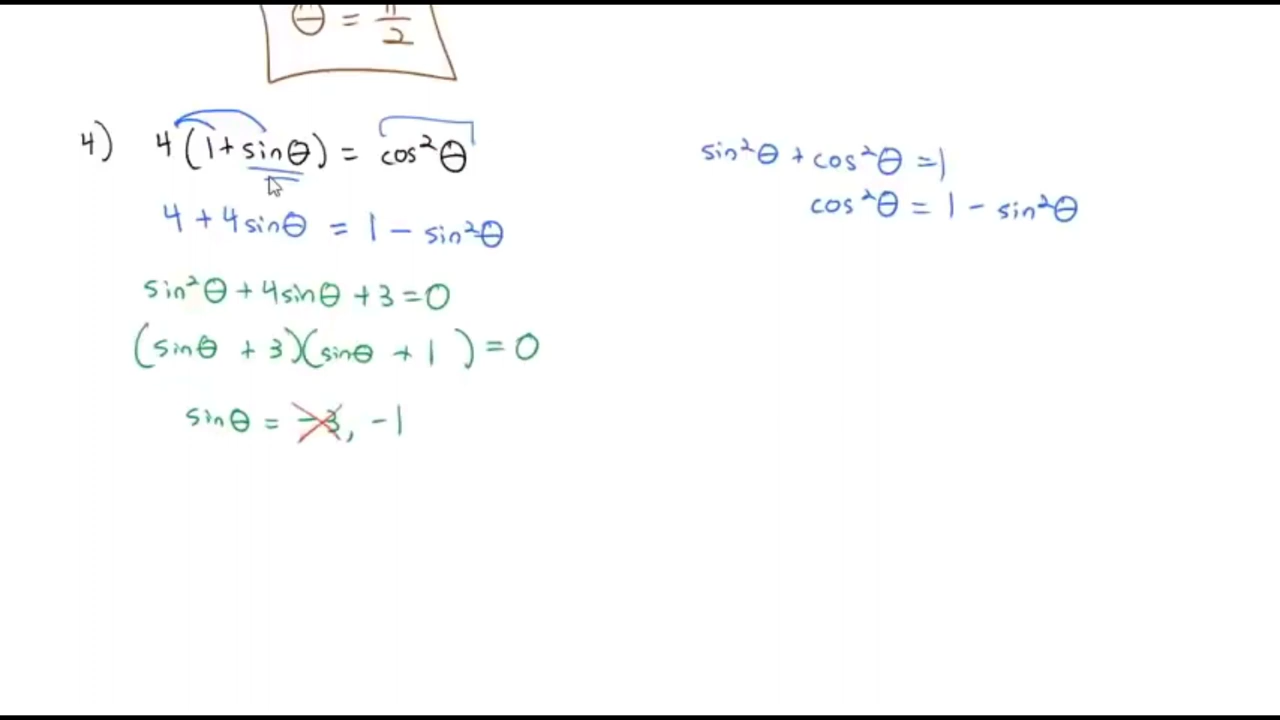 θ = π/2
4) 4(1+sinθ) = cos²θ
sin²θ + cos²θ = 1
4 + 4sinθ = 1 - sin²θ
cos²θ = 1 - sin²θ
sin²θ + 4sinθ + 3 = 0
(sinθ + 3)(sinθ + 1) = 0
sinθ = -3, -1